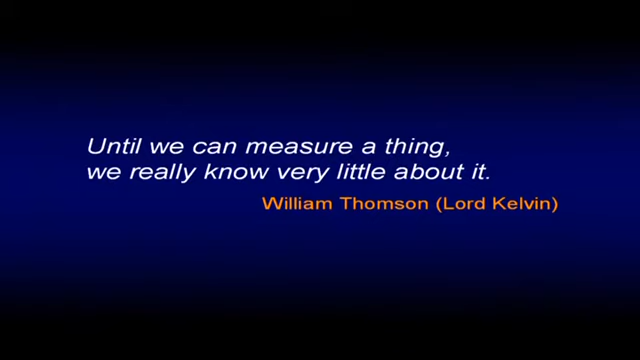 Until we can measure a thing,
we really know very little about it.
William Thomson (Lord Kelvin)